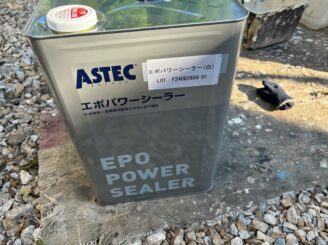 ASTEC
エポパワーシーラー(白)
LOT : F24082604-01
エポパワーシーラー
EPO
POWER
SEALER